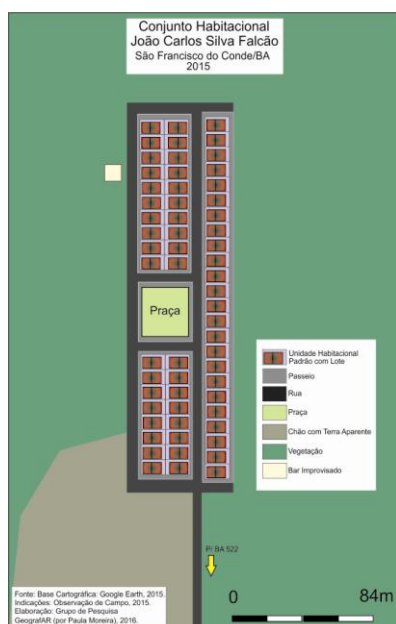 Conjunto Habitacional
João Carlos Silva Falcão
São Francisco do Conde/BA
2015
Praça
Unidade Habitacional
Padrão com Lote
Passeio
Rua
Praça
Chão com Terra Aparente
Vegetação
Bar Improvisado
P/ BA 522
Fonte: Base Cartográfica: Google Earth, 2015.
Indicações: Observação de Campo, 2015.
Elaboração: Grupo de Pesquisa
GeografAR (por Paula Moreira), 2016.
0 84m